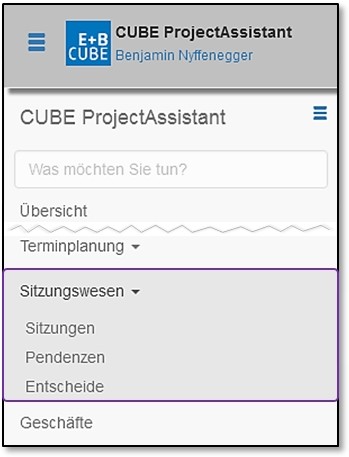 E+B
CUBE
CUBE ProjectAssistant
Benjamin Nyffenegger
CUBE ProjectAssistant
Was möchten Sie tun?
Übersicht
Terminplanung
Sitzungswesen
Sitzungen
Pendenzen
Entscheide
Geschäfte